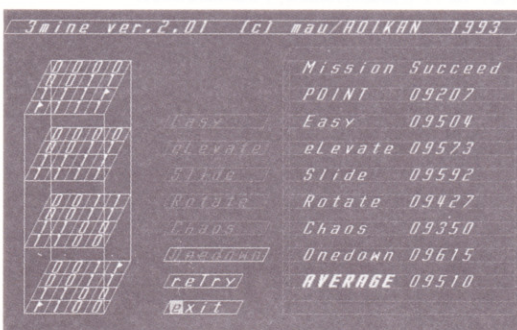 3mine ver.2.01 (c) mau/AOIKAN 1993
Mission Succeed
POINT 09207
Easy 09504
eLevate 09573
Slide 09592
Rotate 09427
Chaos 09350
Onedown 09615
AVERAGE 09510
Easy
eLevate
Slide
Rotate
Chaos
Onedown
reTry
exit